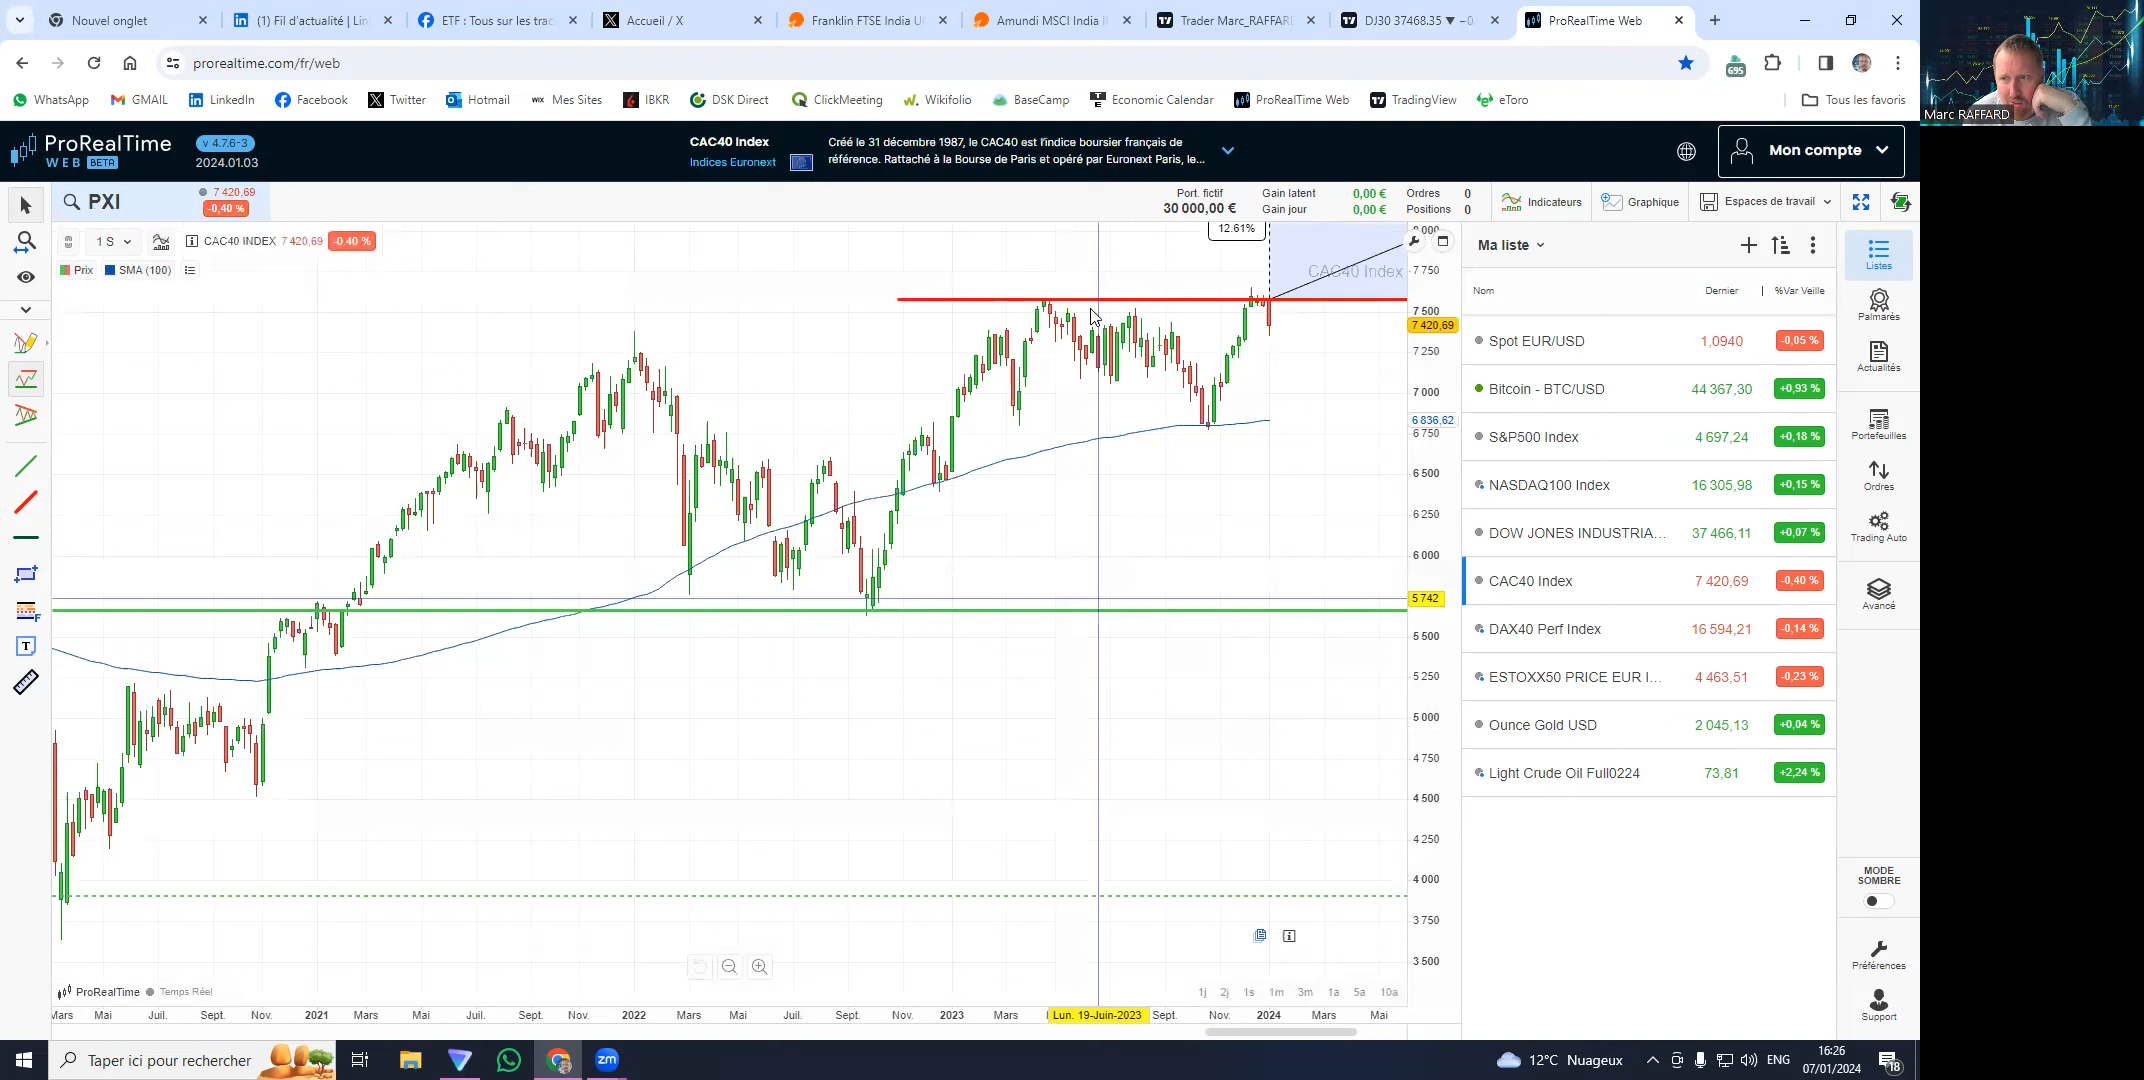 Nouvel onglet
(1) Fil d'actualité | Lin
ETF : Tous sur les trac
Accueil / X
Franklin FTSE India U
Amundi MSCI India I
Trader Marc_RAFFARD
DJ30 37468.35 ▼ −0.
ProRealTime Web
prorealtime.com/fr/web
695
WhatsApp
GMAIL
LinkedIn
Facebook
Twitter
Hotmail
WIX Mes Sites
IBKR
DSK Direct
ClickMeeting
Wikifolio
BaseCamp
Economic Calendar
ProRealTime Web
TradingView
eToro
Tous les favoris
Marc RAFFARD
ProRealTime
WEB BETA
v 4.7.6-3
2024.01.03
CAC40 Index
Indices Euronext
Créé le 31 décembre 1987, le CAC40 est l'indice boursier français de
référence. Rattaché à la Bourse de Paris et opéré par Euronext Paris, le...
Mon compte
PXI
7 420,69
-0,40 %
Port. fictif
30 000,00 €
Gain latent 0,00 €
Gain jour 0,00 €
Ordres 0
Positions 0
Indicateurs
Graphique
Espaces de travail
1 S
CAC40 INDEX 7 420,69 -0.40 %
Prix
SMA (100)
12.61%
CAC40 Index
8 000
7 750
7 500
7 420,69
7 250
7 000
6 836,62
6 750
6 500
6 250
6 000
5 742
5 500
5 250
5 000
4 750
4 500
4 250
4 000
3 750
3 500
ProRealTime
Temps Réel
1j 2j 1s 1m 3m 1a 5a 10a
Mars Mai Juil. Sept. Nov. 2021 Mars Mai Juil. Sept. Nov. 2022 Mars Mai Juil. Sept. Nov. 2023 Mars Lun. 19-Juin-2023 Sept. Nov. 2024 Mars Mai
Ma liste
Nom Dernier %Var Veille
Spot EUR/USD 1,0940 -0,05 %
Bitcoin - BTC/USD 44 367,30 +0,93 %
S&P500 Index 4 697,24 +0,18 %
NASDAQ100 Index 16 305,98 +0,15 %
DOW JONES INDUSTRIA... 37 466,11 +0,07 %
CAC40 Index 7 420,69 -0,40 %
DAX40 Perf Index 16 594,21 -0,14 %
ESTOXX50 PRICE EUR I... 4 463,51 -0,23 %
Ounce Gold USD 2 045,13 +0,04 %
Light Crude Oil Full0224 73,81 +2,24 %
Listes
Palmarès
Actualités
Portefeuilles
Ordres
Trading Auto
Avancé
MODE
SOMBRE
Préférences
Support
Taper ici pour rechercher
zm
12°C Nuageux
ENG
16:26
07/01/2024
18